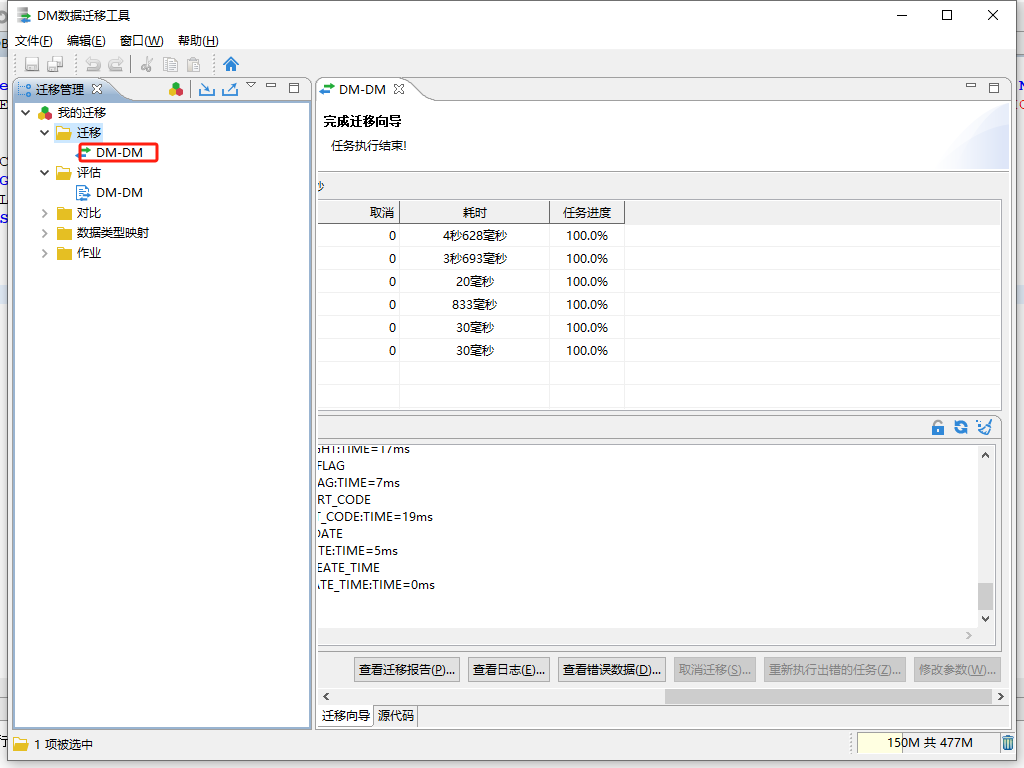 DM数据迁移工具
文件(F) 编辑(E) 窗口(W) 帮助(H)
迁移管理
我的迁移
迁移
DM-DM
评估
DM-DM
对比
数据类型映射
作业
DM-DM
完成迁移向导
任务执行结束!
秒
取消 耗时 任务进度
0 4秒628毫秒 100.0%
0 3秒693毫秒 100.0%
0 20毫秒 100.0%
0 833毫秒 100.0%
0 30毫秒 100.0%
0 30毫秒 100.0%
GHT:TIME=17ms
FLAG
AG:TIME=7ms
RT_CODE
T_CODE:TIME=19ms
DATE
TE:TIME=5ms
EATE_TIME
ATE_TIME:TIME=0ms
查看迁移报告(P)... 查看日志(E)... 查看错误数据(D)... 取消迁移(S)... 重新执行出错的任务(Z)... 修改参数(W)...
迁移向导 源代码
1 项被选中
150M 共 477M